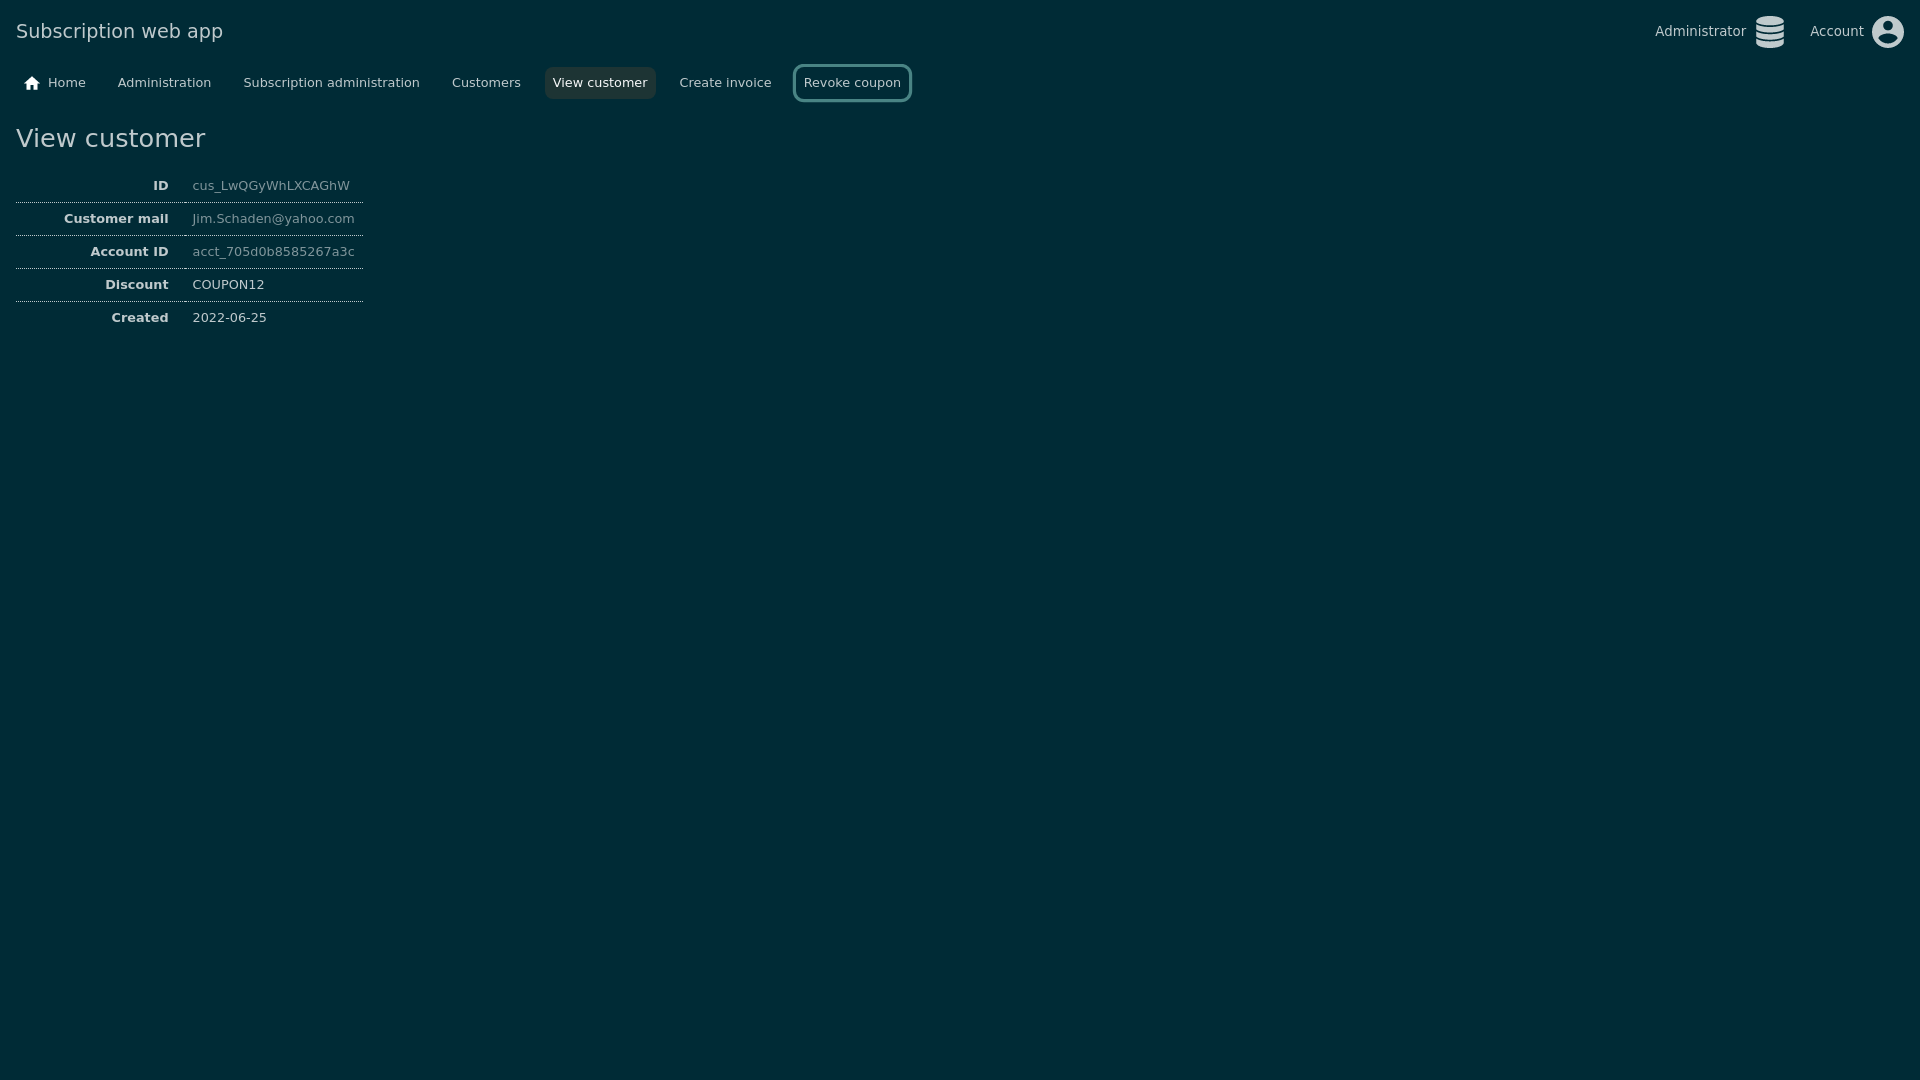 Subscription web app
Administrator
Account
Home
Administration
Subscription administration
Customers
View customer
Create invoice
Revoke coupon
View customer
ID cus_LwQGyWhLXCAGhW
Customer mail Jim.Schaden@yahoo.com
Account ID acct_705d0b8585267a3c
Discount COUPON12
Created 2022-06-25